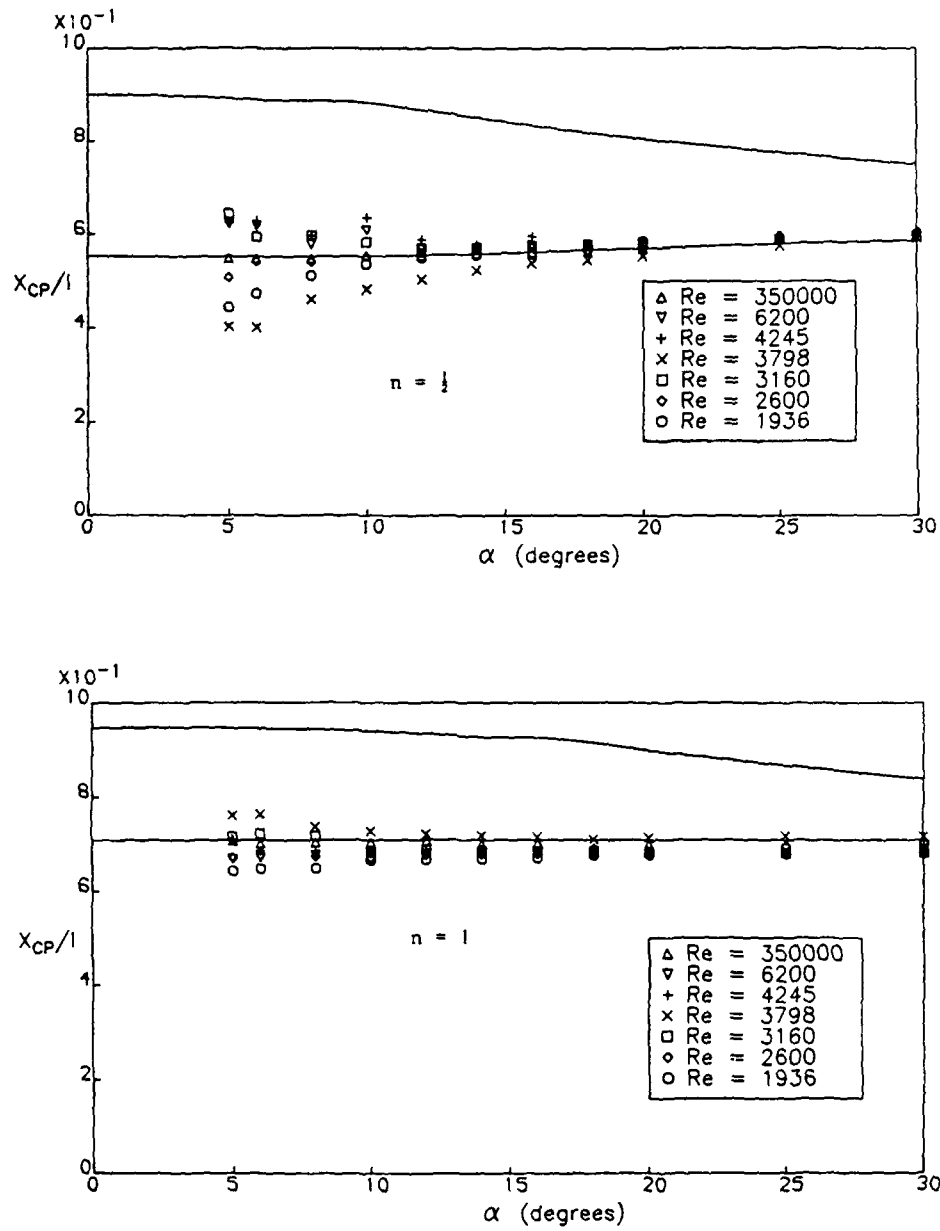 X10⁻¹
10
8
6
X_CP/l
4
2
0
n = ½
△ Re = 350000
▽ Re = 6200
+ Re = 4245
× Re = 3798
□ Re = 3160
◇ Re = 2600
○ Re = 1936
0 5 10 15 20 25 30
α (degrees)
X10⁻¹
10
8
6
X_CP/l
4
2
0
n = 1
△ Re = 350000
▽ Re = 6200
+ Re = 4245
× Re = 3798
□ Re = 3160
◇ Re = 2600
○ Re = 1936
0 5 10 15 20 25 30
α (degrees)